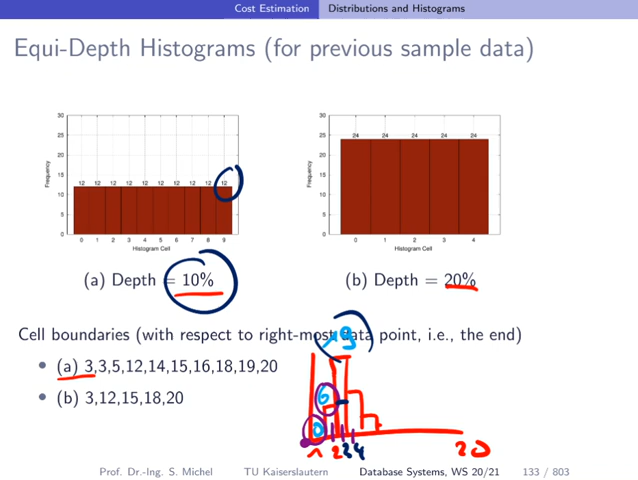 Cost Estimation Distributions and Histograms
Equi-Depth Histograms (for previous sample data)
30
25
20
15
10
5
0
Frequency
12 12 12 12 12 12 12 12 12 12
0 1 2 3 4 5 6 7 8 9
Histogram Cell
30
25
20
15
10
5
0
Frequency
24 24 24 24 24
0 1 2 3 4
Histogram Cell
(a) Depth = 10%
(b) Depth = 20%
Cell boundaries (with respect to right-most data point, i.e., the end)
• (a) 3,3,5,12,14,15,16,18,19,20
• (b) 3,12,15,18,20
19
6
0
1 2 3 4 20
Prof. Dr.-Ing. S. Michel TU Kaiserslautern Database Systems, WS 20/21 133 / 803